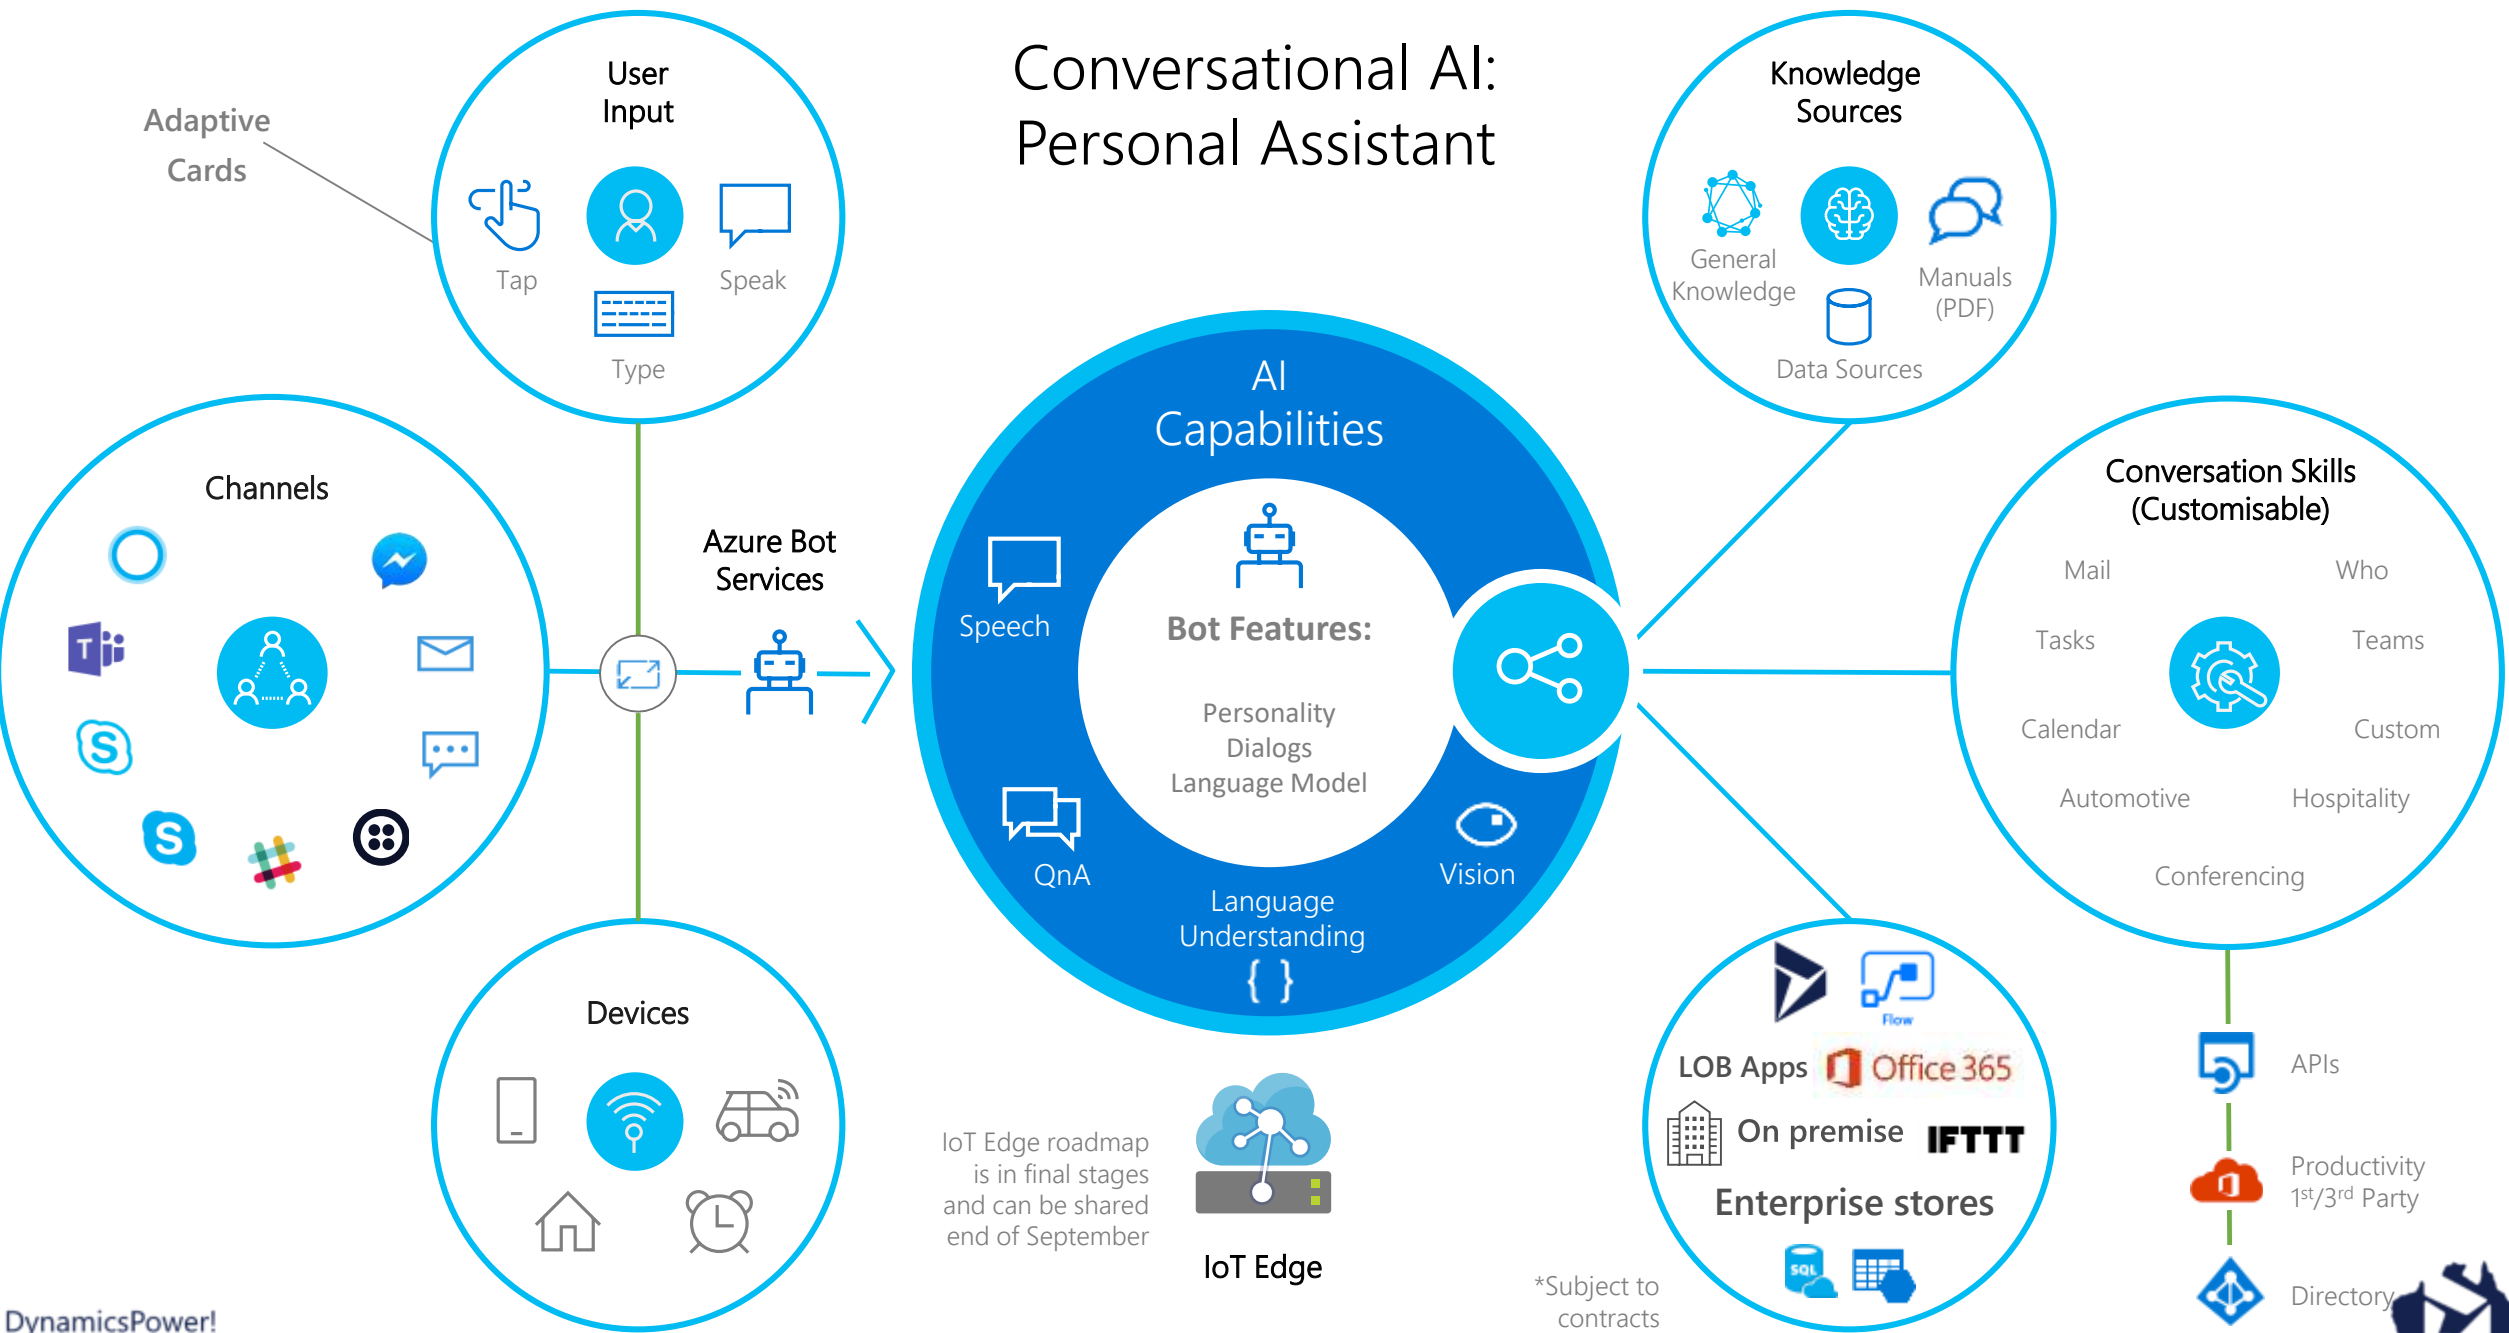 Conversational AI:
Personal Assistant
Adaptive
Cards
User
Input
Tap
Speak
Type
Channels
T
S
S
Azure Bot
Services
Devices
AI
Capabilities
Speech
QnA
Language
Understanding
{ }
Vision
Bot Features:
Personality
Dialogs
Language Model
IoT Edge roadmap
is in final stages
and can be shared
end of September
IoT Edge
Knowledge
Sources
General
Knowledge
Manuals
(PDF)
Data Sources
Conversation Skills
(Customisable)
Mail
Who
Tasks
Teams
Calendar
Custom
Automotive
Hospitality
Conferencing
Flow
LOB Apps
Office 365
On premise
IFTTT
Enterprise stores
SQL
*Subject to
contracts
APIs
Productivity
1st/3rd Party
Directory
DynamicsPower!